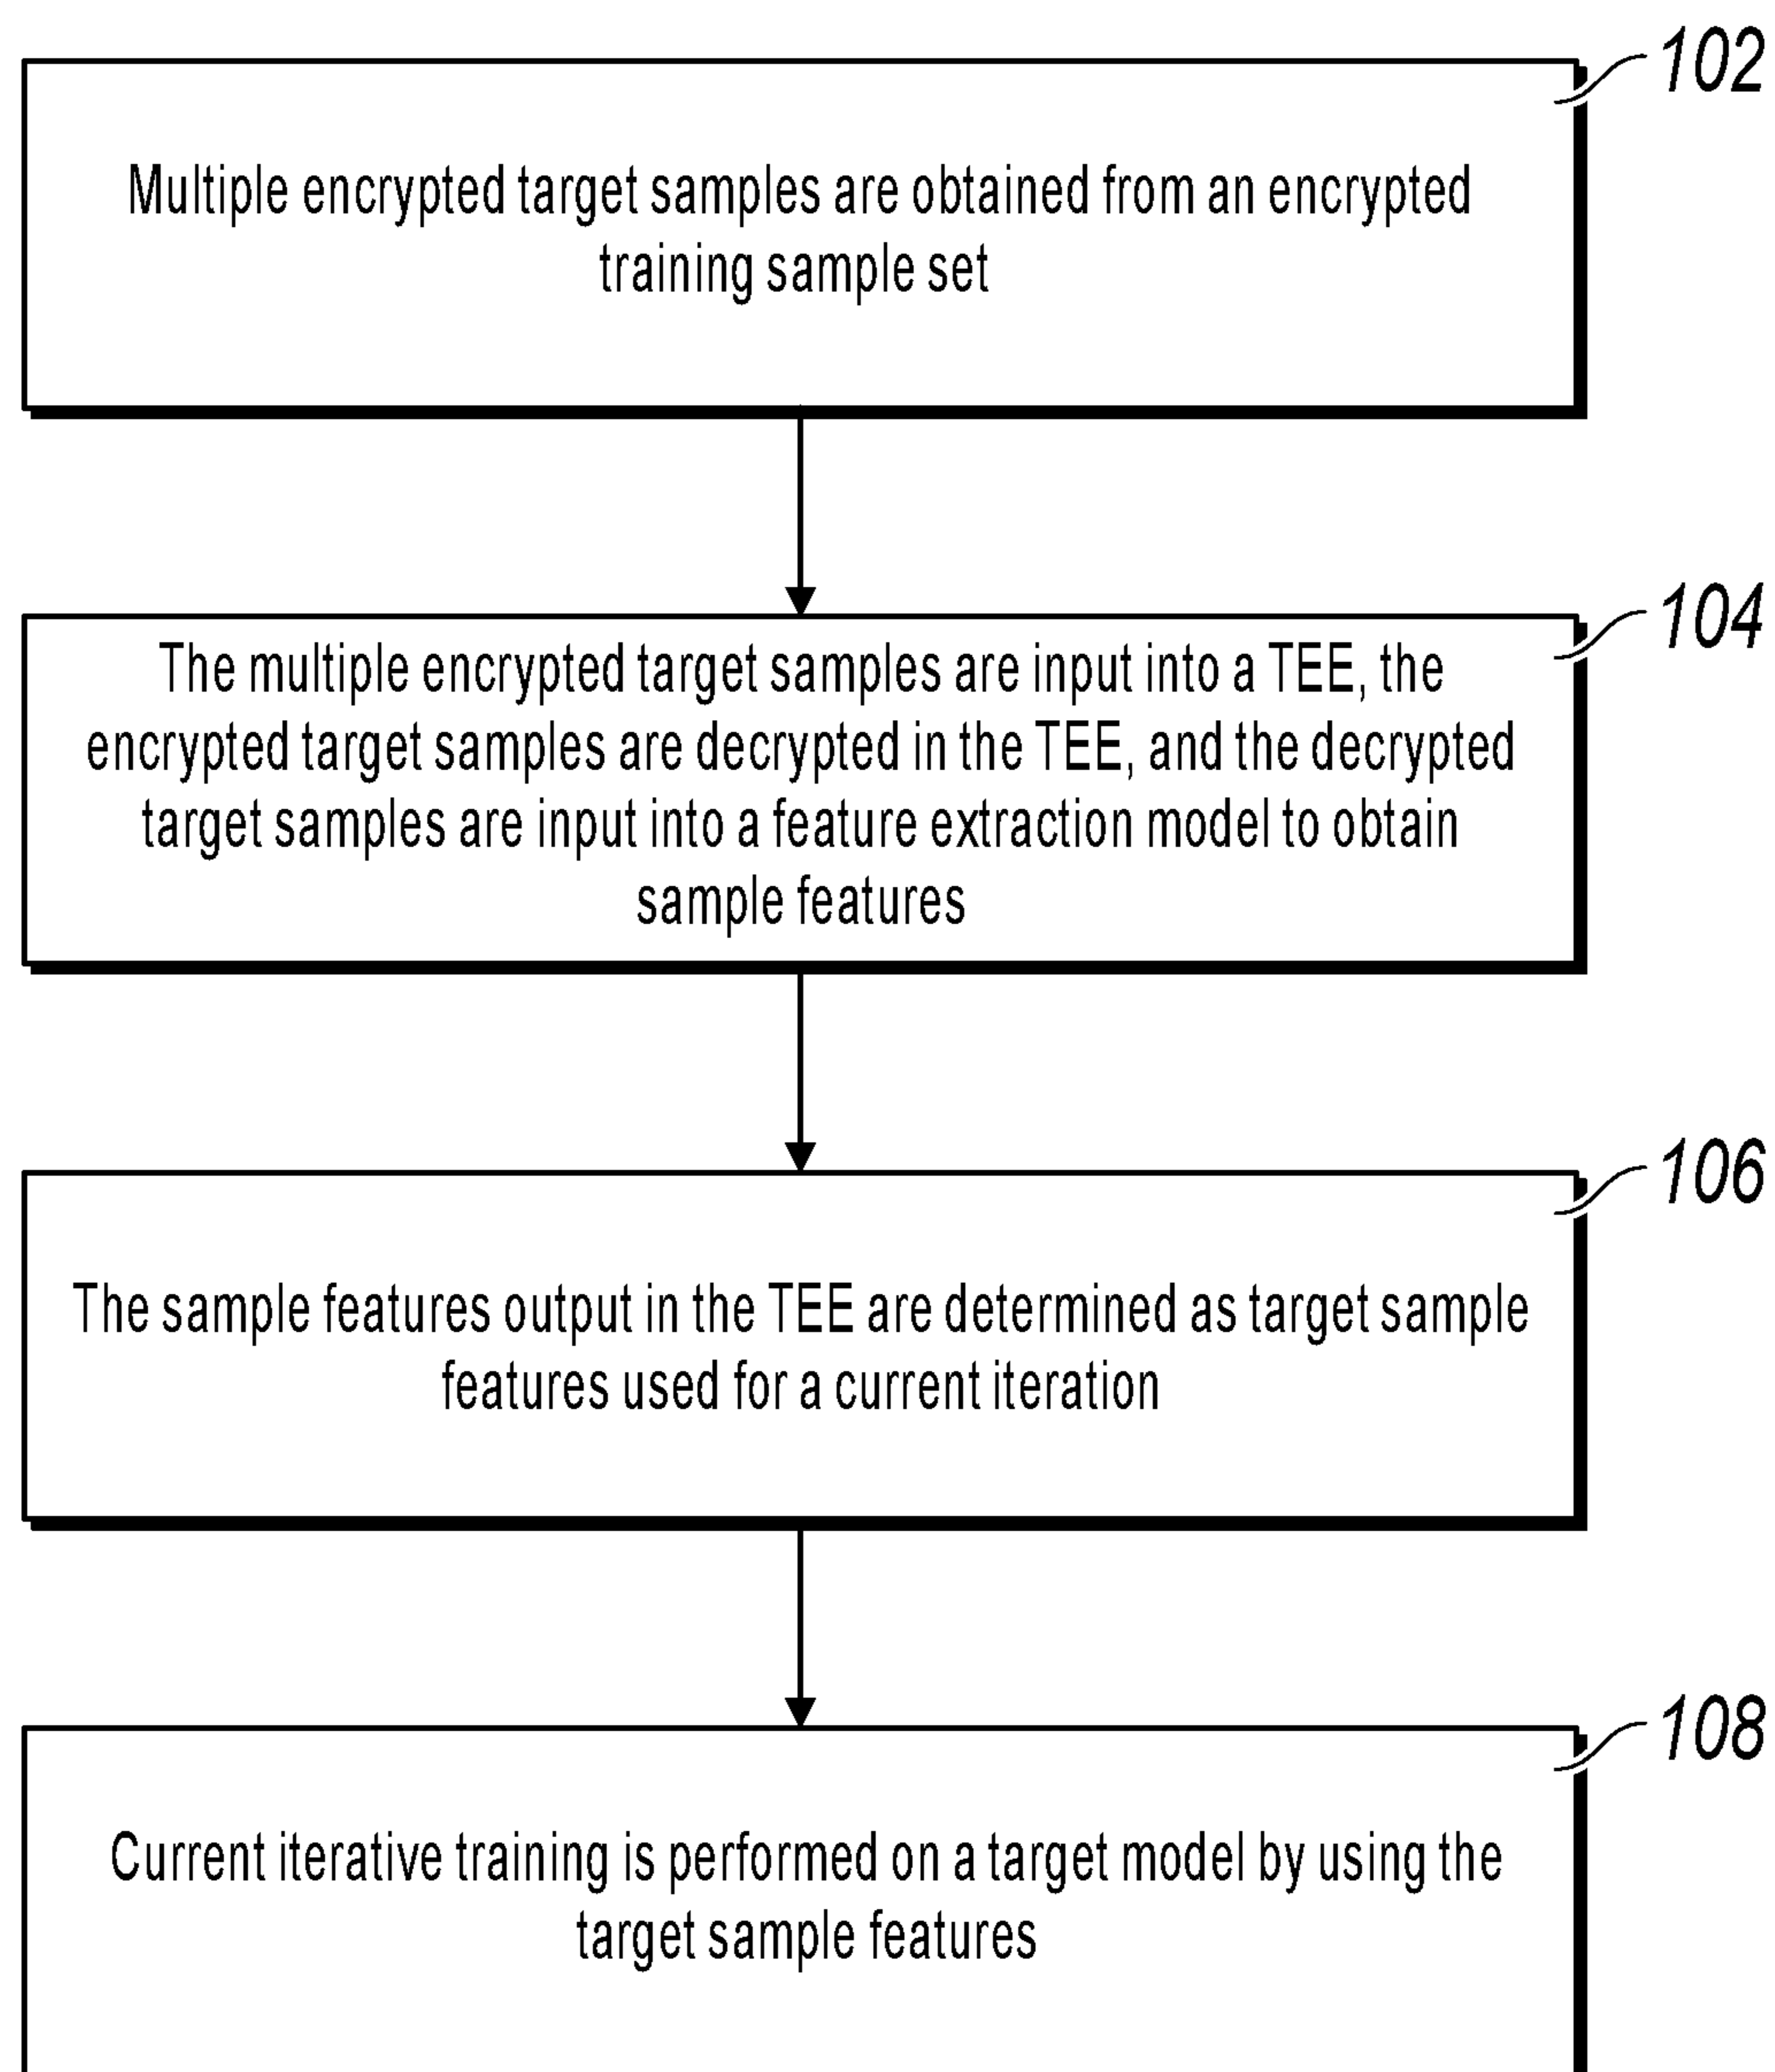 102
Multiple encrypted target samples are obtained from an encrypted
training sample set
104
The multiple encrypted target samples are input into a TEE, the
encrypted target samples are decrypted in the TEE, and the decrypted
target samples are input into a feature extraction model to obtain
sample features
106
The sample features output in the TEE are determined as target sample
features used for a current iteration
108
Current iterative training is performed on a target model by using the
target sample features